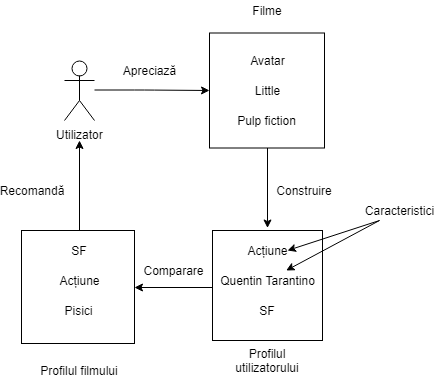 Filme
Apreciază
Avatar
Little
Pulp fiction
Utilizator
Recomandă
Construire
Caracteristici
SF
Acțiune
Pisici
Comparare
Acțiune
Quentin Tarantino
SF
Profilul filmului
Profilul
utilizatorului